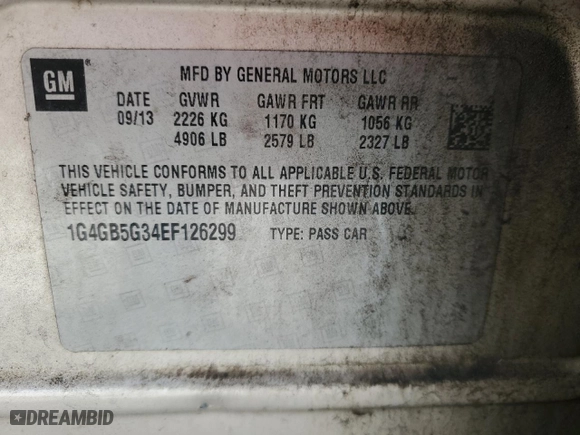 GM
MFD BY GENERAL MOTORS LLC
DATE GVWR GAWR FRT GAWR RR
09/13 2226 KG 1170 KG 1056 KG
4906 LB 2579 LB 2327 LB
THIS VEHICLE CONFORMS TO ALL APPLICABLE U.S. FEDERAL MOTOR
VEHICLE SAFETY, BUMPER, AND THEFT PREVENTION STANDARDS IN
EFFECT ON THE DATE OF MANUFACTURE SHOWN ABOVE.
1G4GB5G34EF126299 TYPE: PASS CAR
DREAMBID